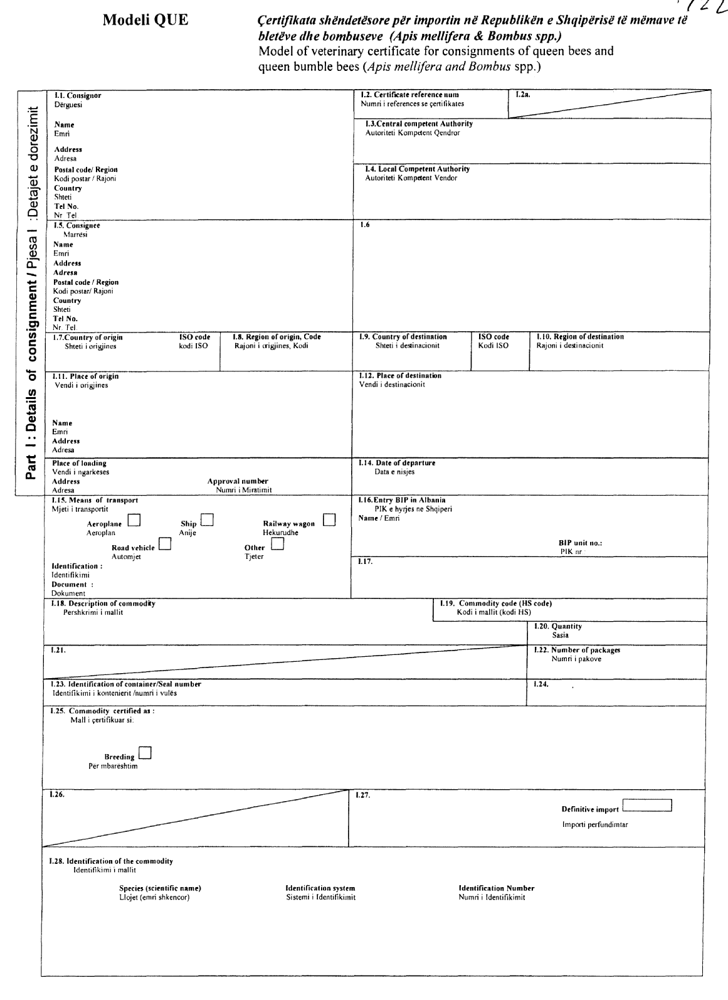 122
Modeli QUE
Çertifikata shëndetësore për importin në Republikën e Shqipërisë të mëmave të
bletëve dhe bombuseve (Apis mellifera & Bombus spp.)
Model of veterinary certificate for consignments of queen bees and
queen bumble bees (Apis mellifera and Bombus spp.)
Part I : Details of consignment / Pjesa I :Detajet e dorezimit
I.1. Consignor
Dërguesi
Name
Emri
Address
Adresa
Postal code/ Region
Kodi postar / Rajoni
Country
Shteti
Tel No.
Nr Tel
I.2. Certificate reference num
Numri i references se çertifikates
I.2a.
I.3.Central competent Authority
Autoriteti Kompetent Qendror
I.4. Local Competent Authority
Autoriteti Kompetent Vendor
I.5. Consignee
Marrësi
Name
Emri
Address
Adresa
Postal code / Region
Kodi postar/ Rajoni
Country
Shteti
Tel No.
Nr. Tel.
I.6
I.7.Country of origin ISO code
Shteti i origjines kodi ISO
I.8. Region of origin, Code
Rajoni i origjines, Kodi
I.9. Country of destination ISO code
Shteti i destinacionit Kodi ISO
I.10. Region of destination
Rajoni i destinacionit
I.11. Place of origin
Vendi i origjines
Name
Emri
Address
Adresa
I.12. Place of destination
Vendi i destinacionit
Place of loading
Vendi i ngarkeses
Address Approval number
Adresa Numri i Miratimit
I.14. Date of departure
Data e nisjes
I.15. Means of transport
Mjeti i transportit
Aeroplane Ship Railway wagon
Aeroplan Anije Hekurudhe
Road vehicle Other
Automjet Tjeter
Identification :
Identifikimi
Document :
Dokument
I.16.Entry BIP in Albania
PIK e hyrjes ne Shqiperi
Name / Emri
BIP unit no.:
PIK nr
I.17.
I.18. Description of commodity
Pershkrimi i mallit
I.19. Commodity code (HS code)
Kodi i mallit (kodi HS)
I.20. Quantity
Sasia
I.21.
I.22. Number of packages
Numri i pakove
I.23. Identification of container/Seal number
Identifikimi i kontenierit /numri i vulës
I.24.
I.25. Commodity certified as :
Mall i çertifikuar si:
Breeding
Për mbarështim
I.26.
I.27.
Definitive import
Importi perfundimtar
I.28. Identification of the commodity
Identifikimi i mallit
Species (scientific name) Identification system Identification Number
Llojet (emri shkencor) Sistemi i Identifikimit Numri i Identifikimit